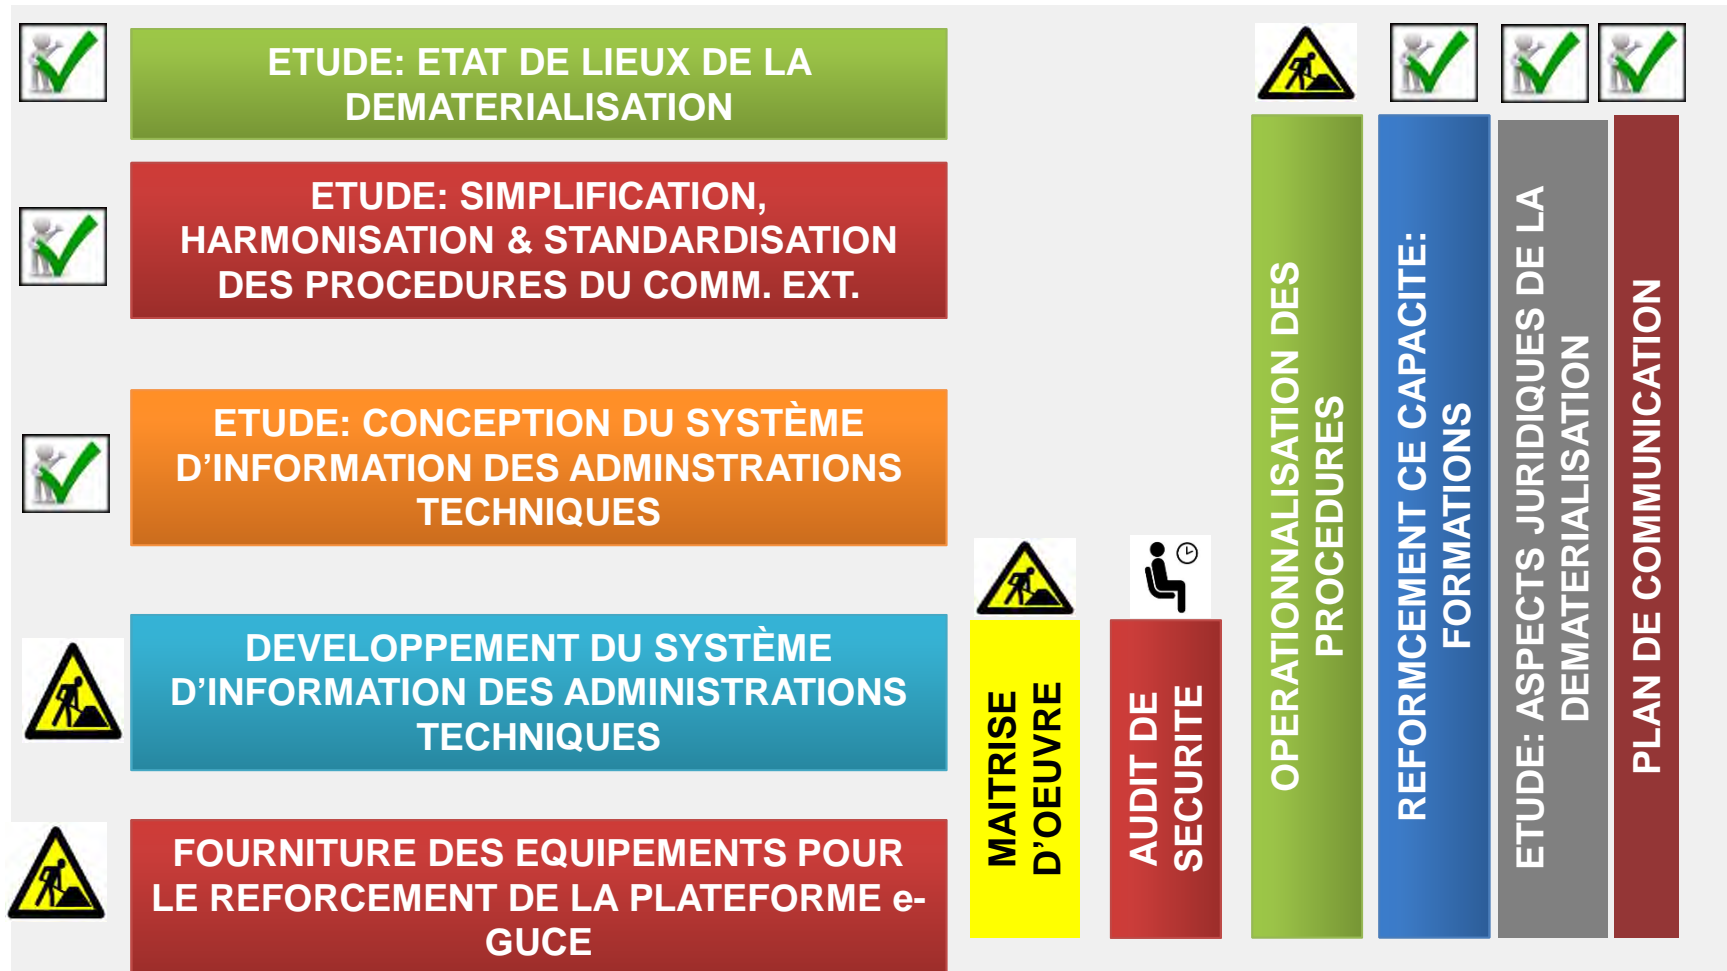 ETUDE: ETAT DE LIEUX DE LA
DEMATERIALISATION
ETUDE: SIMPLIFICATION,
HARMONISATION & STANDARDISATION
DES PROCEDURES DU COMM. EXT.
ETUDE: CONCEPTION DU SYSTÈME
D’INFORMATION DES ADMINSTRATIONS
TECHNIQUES
DEVELOPPEMENT DU SYSTÈME
D’INFORMATION DES ADMINISTRATIONS
TECHNIQUES
FOURNITURE DES EQUIPEMENTS POUR
LE REFORCEMENT DE LA PLATEFORME e-
GUCE
MAITRISE
D’OEUVRE
AUDIT DE
SECURITE
OPERATIONNALISATION DES
PROCEDURES
REFORMCEMENT CE CAPACITE:
FORMATIONS
ETUDE: ASPECTS JURIDIQUES DE LA
DEMATERIALISATION
PLAN DE COMMUNICATION